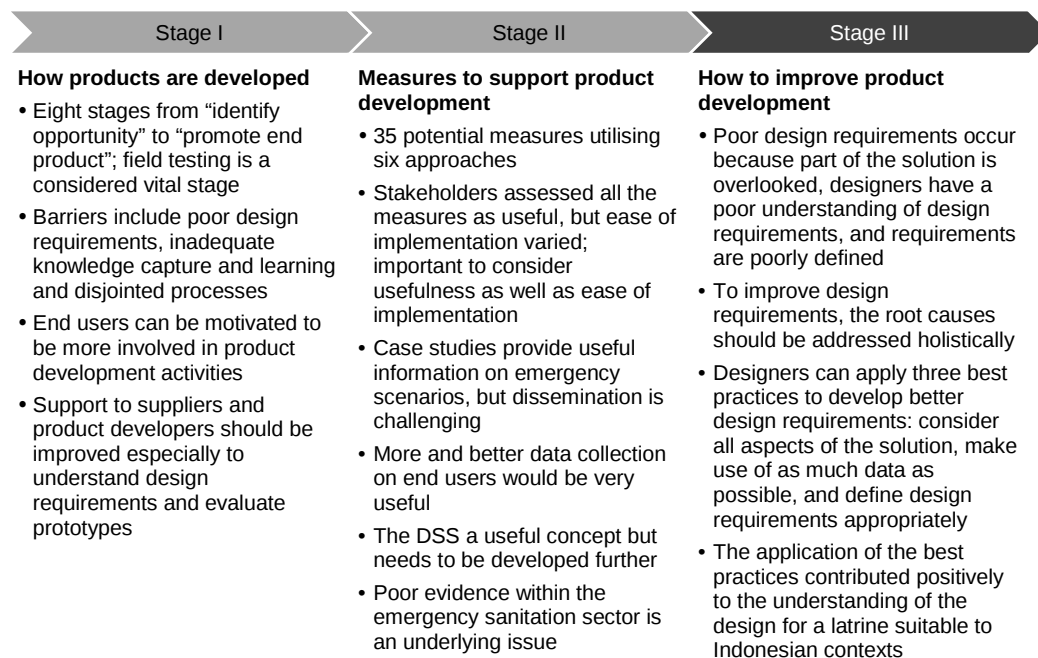 Stage I
Stage II
Stage III
How products are developed
• Eight stages from “identify
opportunity” to “promote end
product”; field testing is a
considered vital stage
• Barriers include poor design
requirements, inadequate
knowledge capture and learning
and disjointed processes
• End users can be motivated to
be more involved in product
development activities
• Support to suppliers and
product developers should be
improved especially to
understand design
requirements and evaluate
prototypes
Measures to support product
development
• 35 potential measures utilising
six approaches
• Stakeholders assessed all the
measures as useful, but ease of
implementation varied;
important to consider
usefulness as well as ease of
implementation
• Case studies provide useful
information on emergency
scenarios, but dissemination is
challenging
• More and better data collection
on end users would be very
useful
• The DSS a useful concept but
needs to be developed further
• Poor evidence within the
emergency sanitation sector is
an underlying issue
How to improve product
development
• Poor design requirements occur
because part of the solution is
overlooked, designers have a
poor understanding of design
requirements, and requirements
are poorly defined
• To improve design
requirements, the root causes
should be addressed holistically
• Designers can apply three best
practices to develop better
design requirements: consider
all aspects of the solution, make
use of as much data as
possible, and define design
requirements appropriately
• The application of the best
practices contributed positively
to the understanding of the
design for a latrine suitable to
Indonesian contexts